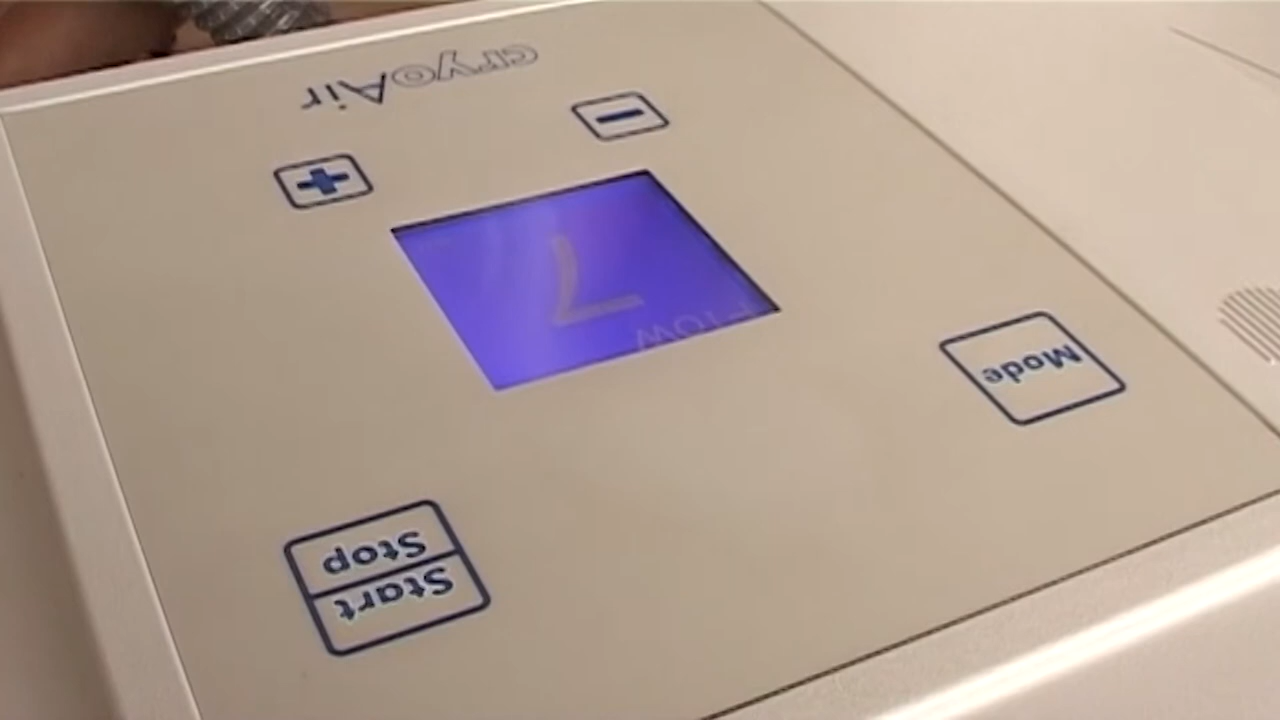 Start
Stop
Mode
FLOW
7
−
+
cryoAir